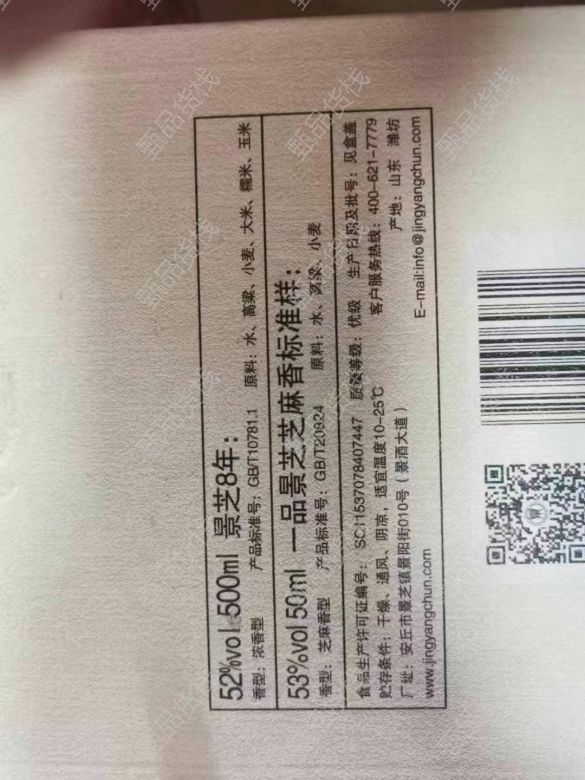 52%vol 500ml 景芝8年：
香型：浓香型 产品标准号：GB/T10781.1 原料：水、高粱、小麦、大米、糯米、玉米
53%vol 50ml 一品景芝芝麻香标准样：
香型：芝麻香型 产品标准号：GB/T20824 原料：水、高粱、小麦
食品生产许可证编号：SC11537078407447 质量等级：优级 生产日期及批号：见盒盖
贮存条件：干燥、通风、阴凉，适宜温度10-25℃ 客户服务热线：400-621-7779
厂址：安丘市景芝镇景阳街010号（景酒大道） 产地：山东 潍坊
www.jingyangchun.com E-mail:info@jingyangchun.com
甄品货栈